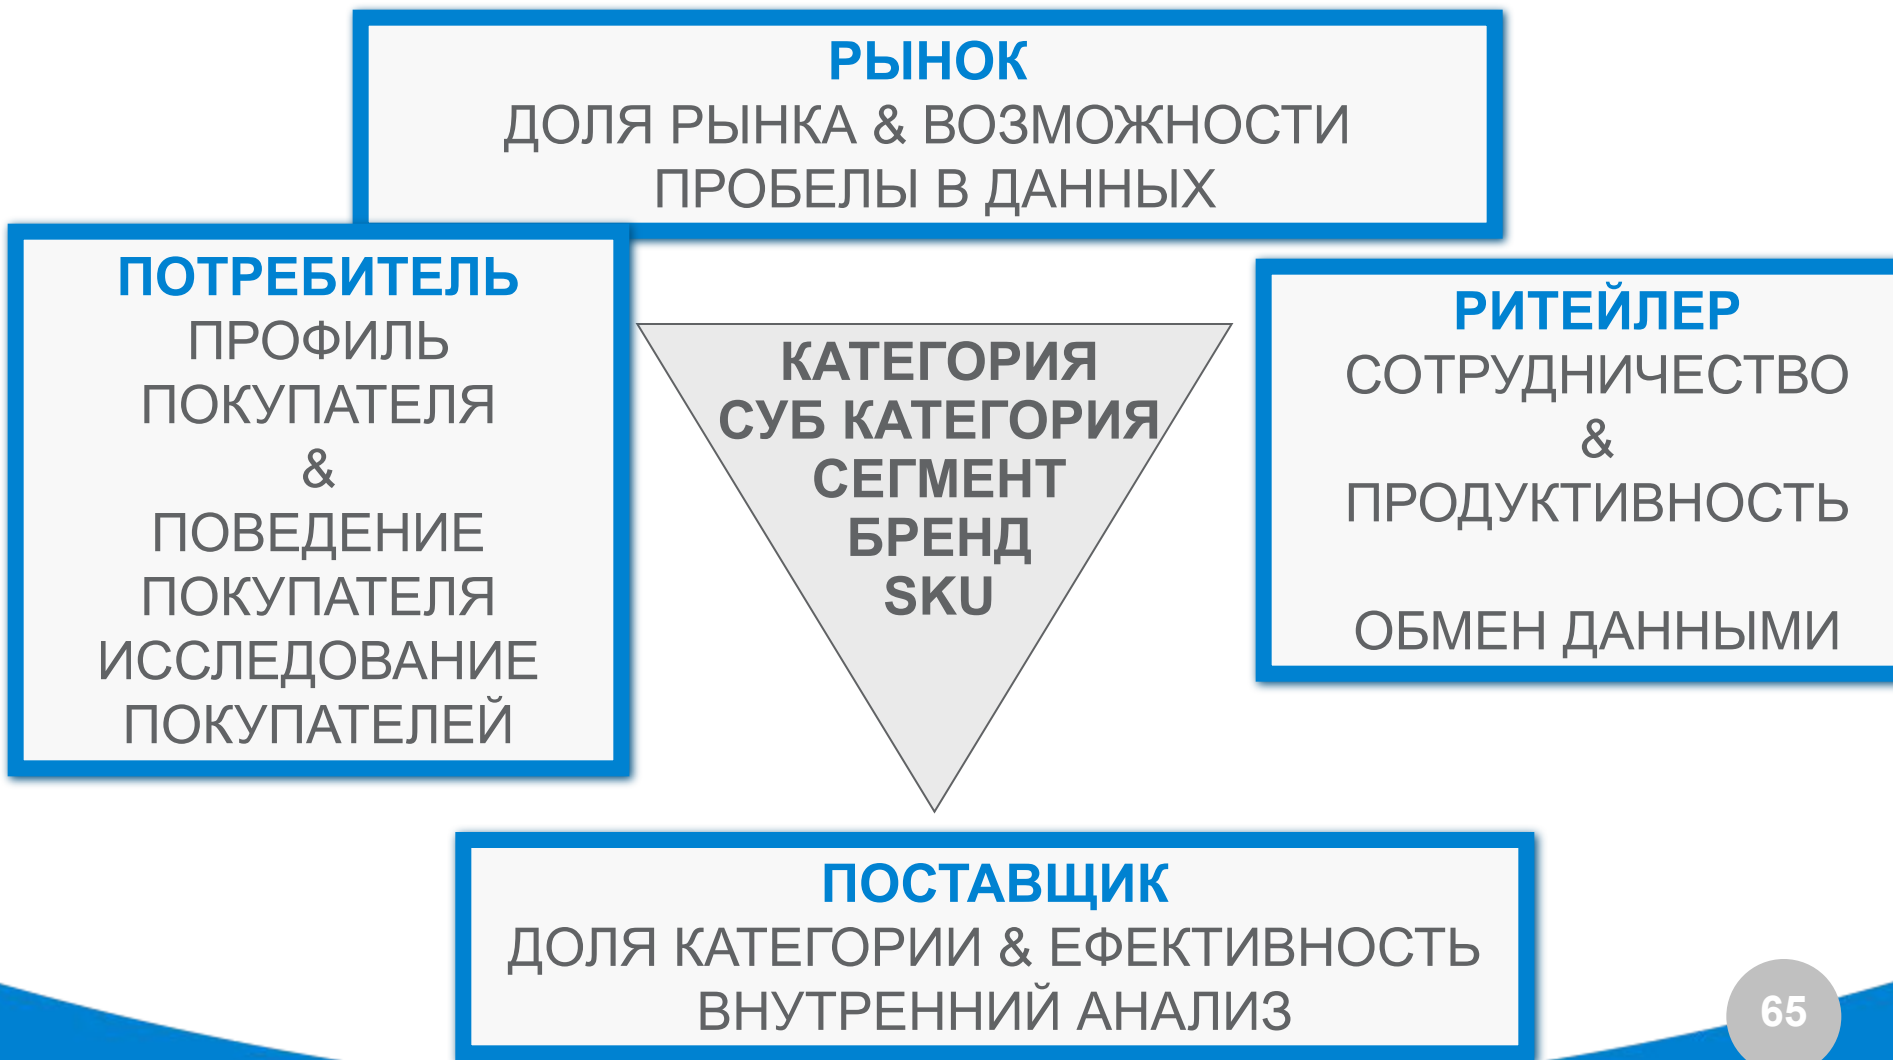 РЫНОК
ДОЛЯ РЫНКА & ВОЗМОЖНОСТИ
ПРОБЕЛЫ В ДАННЫХ
ПОТРЕБИТЕЛЬ
ПРОФИЛЬ
ПОКУПАТЕЛЯ
&
ПОВЕДЕНИЕ
ПОКУПАТЕЛЯ
ИССЛЕДОВАНИЕ
ПОКУПАТЕЛЕЙ
КАТЕГОРИЯ
СУБ КАТЕГОРИЯ
СЕГМЕНТ
БРЕНД
SKU
РИТЕЙЛЕР
СОТРУДНИЧЕСТВО
&
ПРОДУКТИВНОСТЬ
ОБМЕН ДАННЫМИ
ПОСТАВЩИК
ДОЛЯ КАТЕГОРИИ & ЕФЕКТИВНОСТЬ
ВНУТРЕННИЙ АНАЛИЗ
65